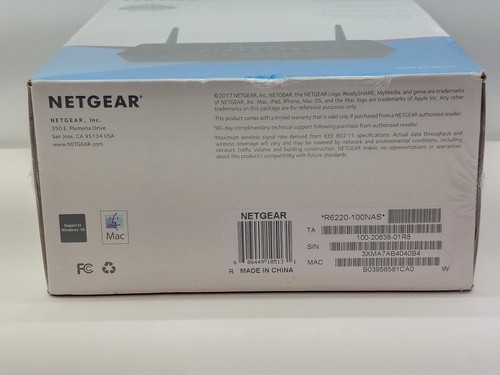 NETGEAR®
NETGEAR, Inc.
350 E. Plumeria Drive
San Jose, CA 95134 USA
www.NETGEAR.com
©2017 NETGEAR, Inc. NETGEAR, the NETGEAR Logo, ReadySHARE, MyMedia, and genie are trademarks
of NETGEAR, Inc. Mac, iPad, iPhone, Mac OS, and the Mac logo are trademarks of Apple Inc. Any other
trademarks on this package are for reference purposes only.
This product comes with a limited warranty that is valid only if purchased from a NETGEAR authorized reseller.
*90-day complimentary technical support following purchase from authorized reseller.
Maximum wireless signal rate derived from IEEE 802.11 specifications. Actual data throughput and
wireless coverage will vary and may be lowered by network and environmental conditions, including
network traffic volume and building construction. NETGEAR makes no representations or warranties
about this product's compatibility with future standards.
Supports
Windows 10
Mac
FC
NETGEAR
6 06449 10513 1
R MADE IN CHINA
*R6220-100NAS*
TA
100-20638-01R8
S/N
3XMA7AB4040B4
MAC
B03956581CA0 W